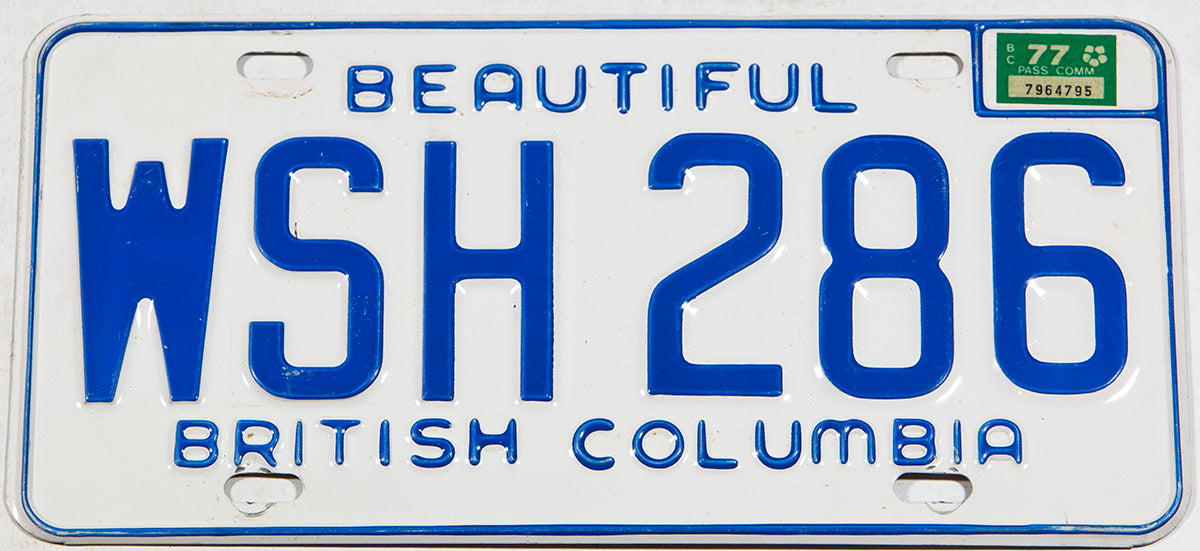 BEAUTIFUL
BC 77
PASS COMM
7964795
WSH 286
BRITISH COLUMBIA